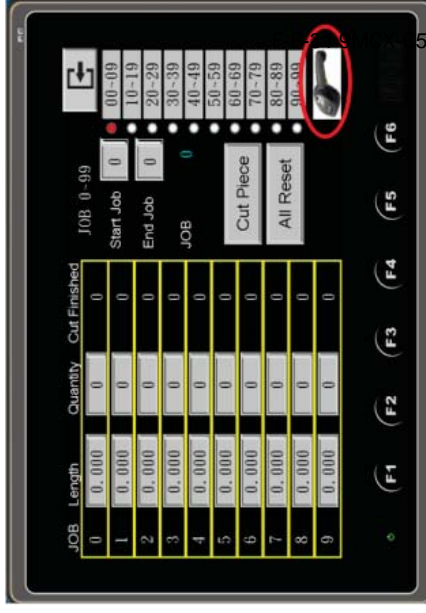 JOB 0~99
JOB Length Quantity Cut Finished
0 0.000 0 0
1 0.000 0 0
2 0.000 0 0
3 0.000 0 0
4 0.000 0 0
5 0.000 0 0
6 0.000 0 0
7 0.000 0 0
8 0.000 0 0
9 0.000 0 0
Start Job 0
End Job 0
JOB 0
Cut Piece
All Reset
00~09
10~19
20~29
30~39
40~49
50~59
60~69
70~79
80~89
90~99
F1 F2 F3 F4 F5 F6